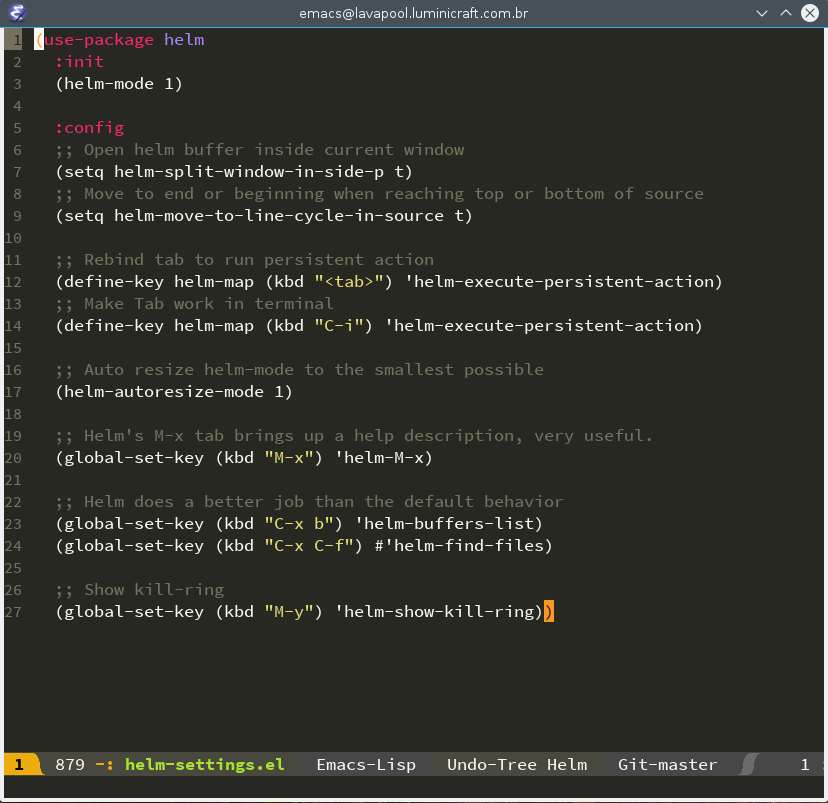 emacs@lavapool.luminicraft.com.br
1 (use-package helm
2   :init
3   (helm-mode 1)
4
5   :config
6   ;; Open helm buffer inside current window
7   (setq helm-split-window-in-side-p t)
8   ;; Move to end or beginning when reaching top or bottom of source
9   (setq helm-move-to-line-cycle-in-source t)
10
11   ;; Rebind tab to run persistent action
12   (define-key helm-map (kbd "<tab>") 'helm-execute-persistent-action)
13   ;; Make Tab work in terminal
14   (define-key helm-map (kbd "C-i") 'helm-execute-persistent-action)
15
16   ;; Auto resize helm-mode to the smallest possible
17   (helm-autoresize-mode 1)
18
19   ;; Helm's M-x tab brings up a help description, very useful.
20   (global-set-key (kbd "M-x") 'helm-M-x)
21
22   ;; Helm does a better job than the default behavior
23   (global-set-key (kbd "C-x b") 'helm-buffers-list)
24   (global-set-key (kbd "C-x C-f") #'helm-find-files)
25
26   ;; Show kill-ring
27   (global-set-key (kbd "M-y") 'helm-show-kill-ring))
1 879 -: helm-settings.el Emacs-Lisp Undo-Tree Helm Git-master 1 :